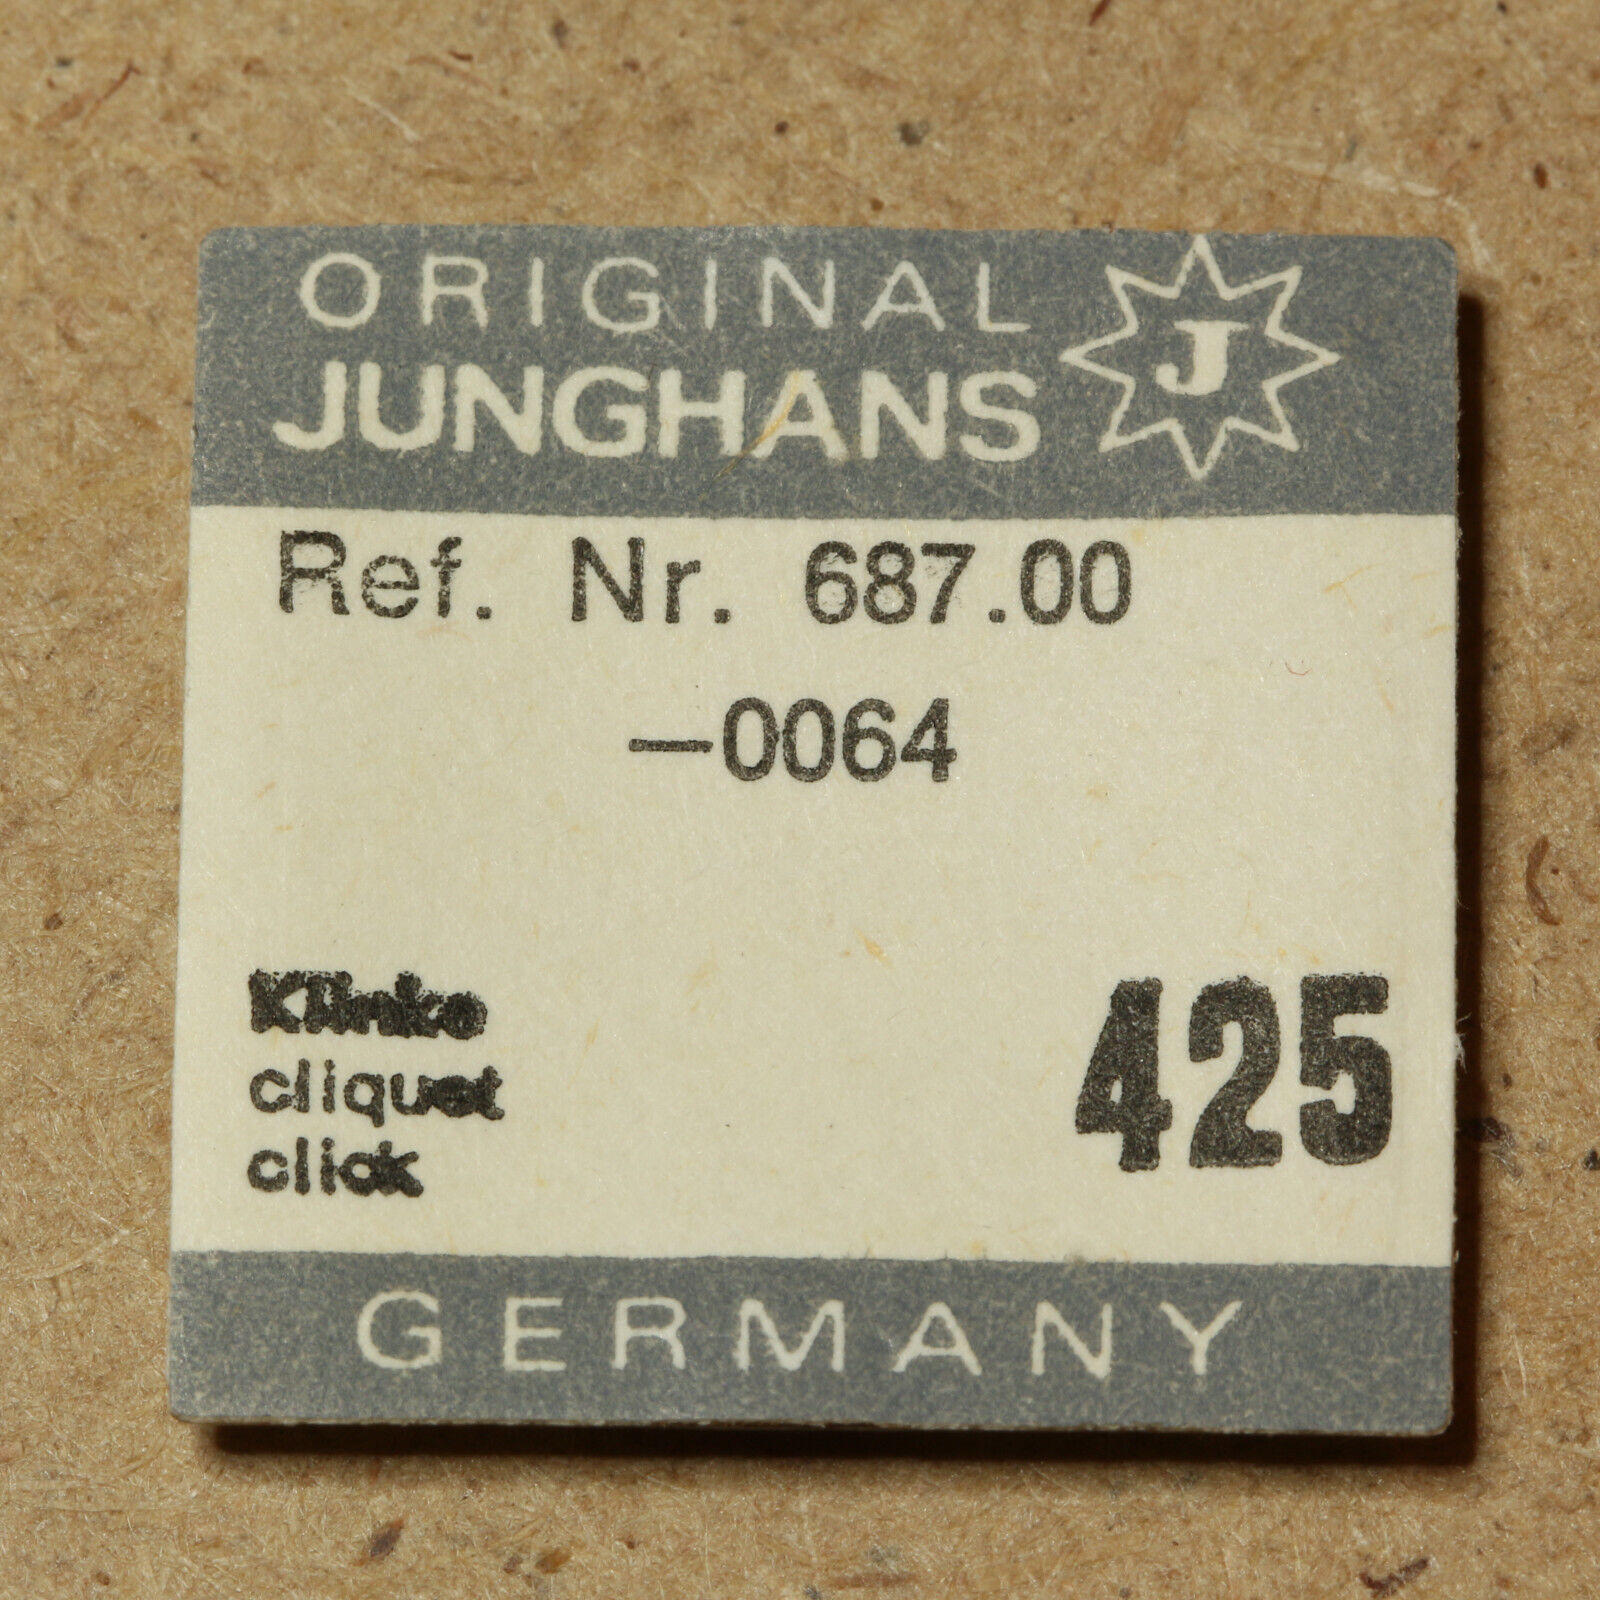 ORIGINAL
JUNGHANS
J
Ref. Nr. 687.00
—0064
Klinke
cliquet
click
425
GERMANY